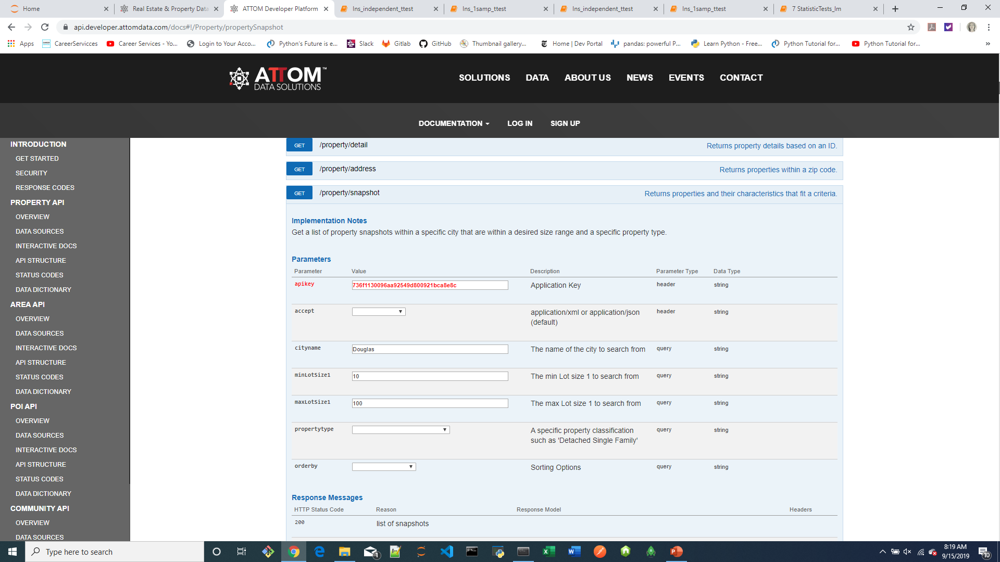 Home
Real Estate & Property Data
ATTOM Developer Platform
Ins_independent_ttest
Ins_1samp_ttest
Ins_independent_ttest
Ins_1samp_ttest
7 StatisticTests_lm
api.developer.attomdata.com/docs#!/Property/propertySnapshot
Apps
CareerServicces
Career Services - Yo...
Login to Your Acco...
Python's Future is e...
Slack
Gitlab
GitHub
Thumbnail gallery...
Home | Dev Portal
pandas: powerful P...
Learn Python - Free...
Python Tutorial for...
Python Tutorial for...
»
ATTOM™
DATA SOLUTIONS
SOLUTIONS
DATA
ABOUT US
NEWS
EVENTS
CONTACT
DOCUMENTATION
LOG IN
SIGN UP
INTRODUCTION
GET STARTED
SECURITY
RESPONSE CODES
PROPERTY API
OVERVIEW
DATA SOURCES
INTERACTIVE DOCS
API STRUCTURE
STATUS CODES
DATA DICTIONARY
AREA API
OVERVIEW
DATA SOURCES
INTERACTIVE DOCS
API STRUCTURE
STATUS CODES
DATA DICTIONARY
POI API
OVERVIEW
DATA SOURCES
INTERACTIVE DOCS
API STRUCTURE
STATUS CODES
DATA DICTIONARY
COMMUNITY API
OVERVIEW
DATA SOURCES
GET /property/detail Returns property details based on an ID.
GET /property/address Returns properties within a zip code.
GET /property/snapshot Returns properties and their characteristics that fit a criteria.
Implementation Notes
Get a list of property snapshots within a specific city that are within a desired size range and a specific property type.
Parameters
Parameter Value Description Parameter Type Data Type
apikey 736f1130096aa92549d800921bca8e8c Application Key header string
accept application/xml or application/json header string
(default)
cityname Douglas The name of the city to search from query string
minLotSize1 10 The min Lot size 1 to search from query string
maxLotSize1 100 The max Lot size 1 to search from query string
propertytype A specific property classification query string
such as 'Detached Single Family'
orderby Sorting Options query string
Response Messages
HTTP Status Code Reason Response Model Headers
200 list of snapshots
Type here to search
1
8:19 AM
9/15/2019
10